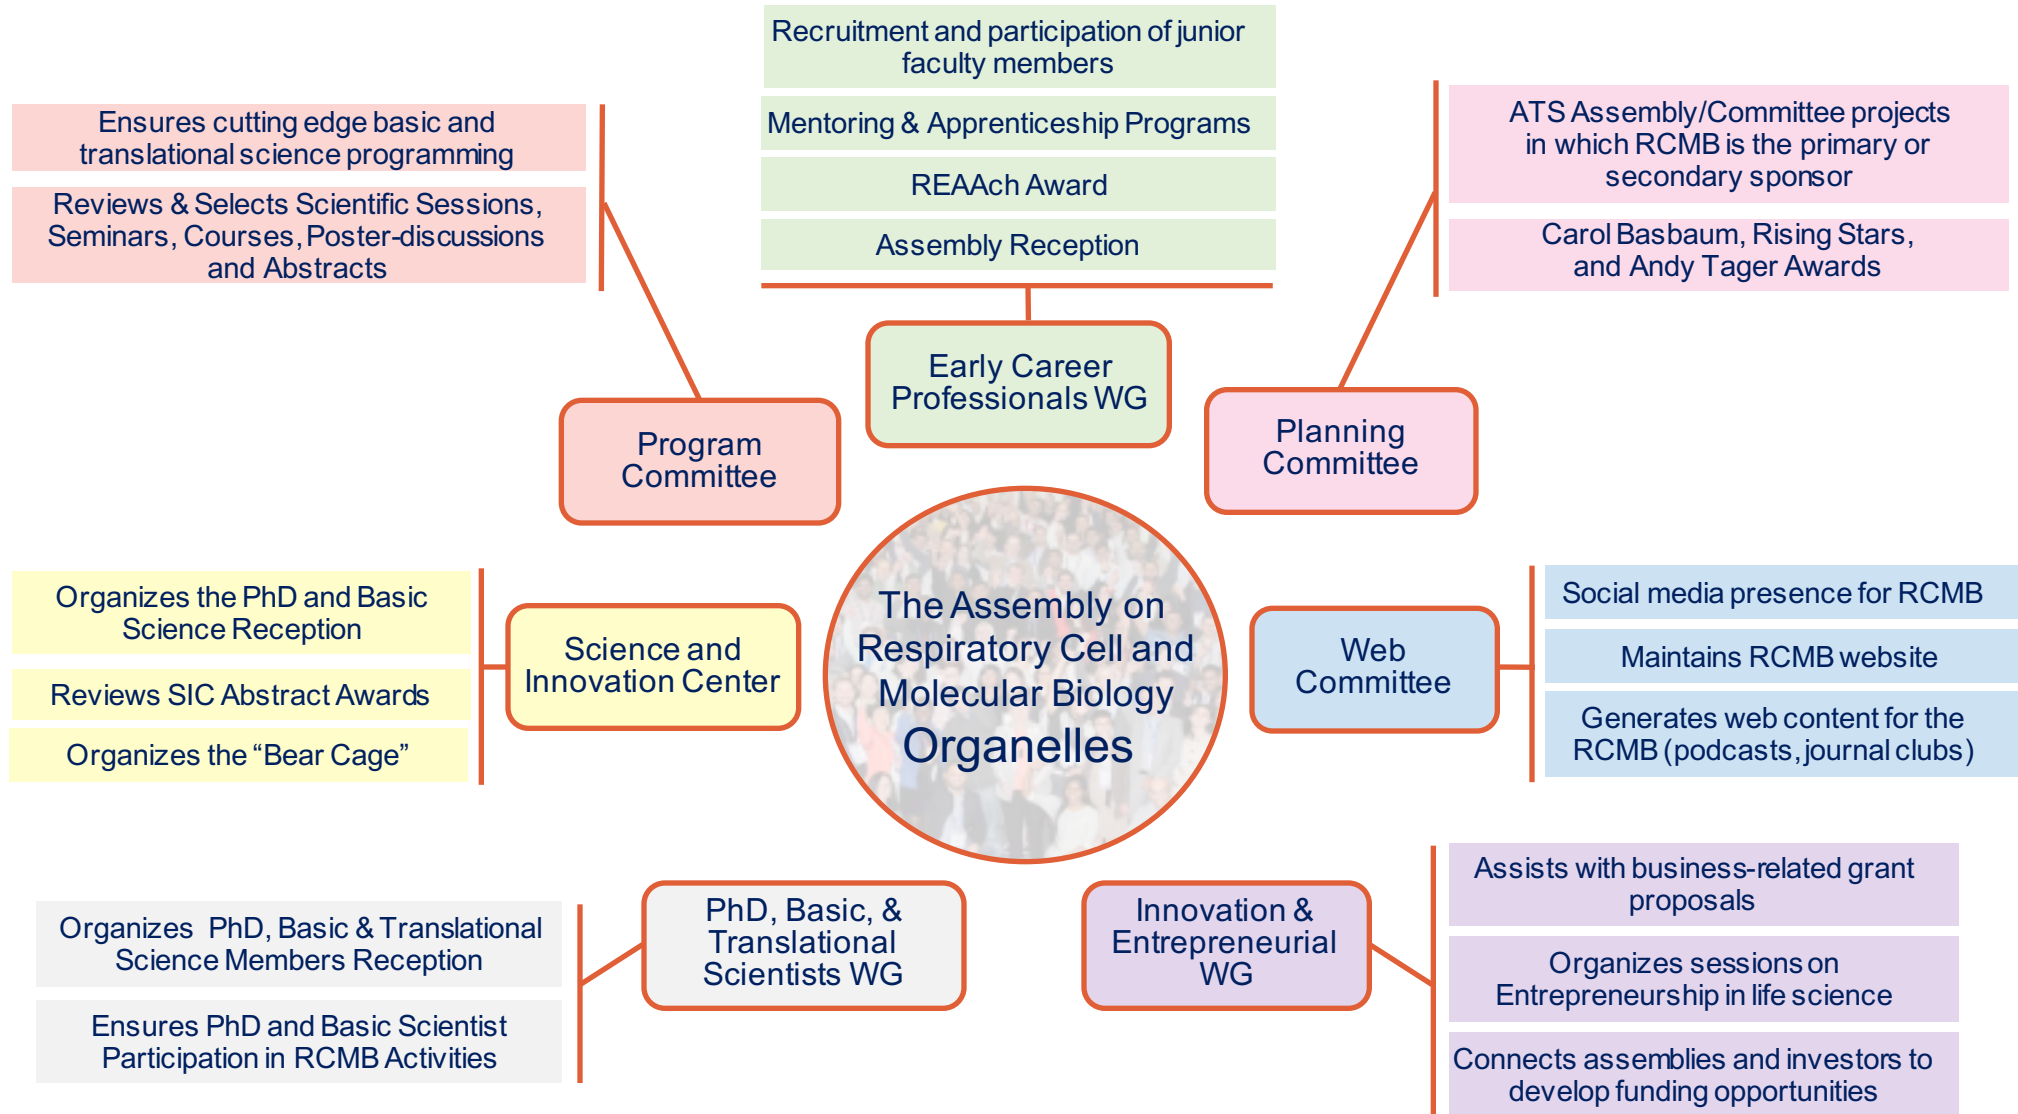 Recruitment and participation of junior
faculty members
Mentoring & Apprenticeship Programs
REAAch Award
Assembly Reception
Early Career
Professionals WG
Ensures cutting edge basic and
translational science programming
Reviews & Selects Scientific Sessions,
Seminars, Courses, Poster-discussions
and Abstracts
Program
Committee
ATS Assembly/Committee projects
in which RCMB is the primary or
secondary sponsor
Carol Basbaum, Rising Stars,
and Andy Tager Awards
Planning
Committee
Organizes the PhD and Basic
Science Reception
Reviews SIC Abstract Awards
Organizes the “Bear Cage”
Science and
Innovation Center
The Assembly on
Respiratory Cell and
Molecular Biology
Organelles
Web
Committee
Social media presence for RCMB
Maintains RCMB website
Generates web content for the
RCMB (podcasts, journal clubs)
Organizes PhD, Basic & Translational
Science Members Reception
Ensures PhD and Basic Scientist
Participation in RCMB Activities
PhD, Basic, &
Translational
Scientists WG
Innovation &
Entrepreneurial
WG
Assists with business-related grant
proposals
Organizes sessions on
Entrepreneurship in life science
Connects assemblies and investors to
develop funding opportunities